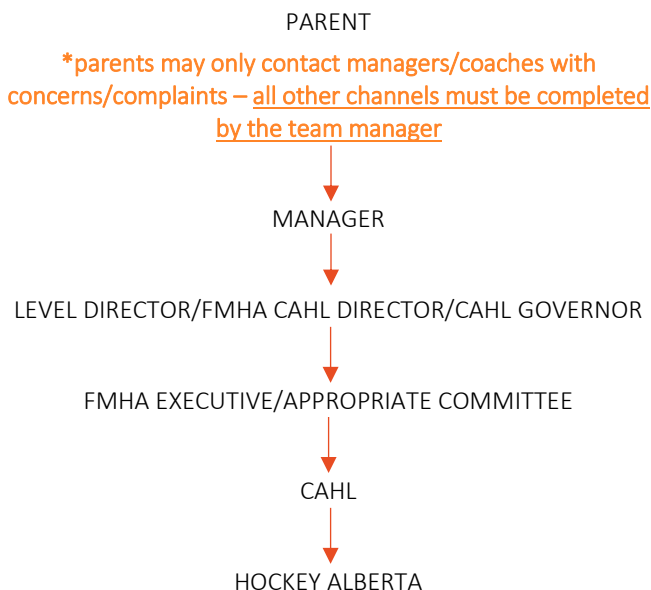 PARENT
*parents may only contact managers/coaches with
concerns/complaints – all other channels must be completed
by the team manager
MANAGER
LEVEL DIRECTOR/FMHA CAHL DIRECTOR/CAHL GOVERNOR
FMHA EXECUTIVE/APPROPRIATE COMMITTEE
CAHL
HOCKEY ALBERTA